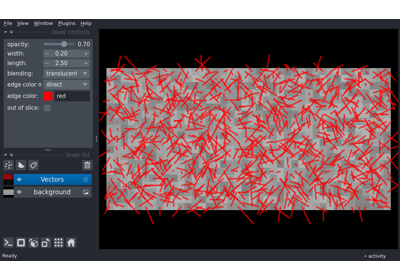 File View Window Plugins Help
layer controls
opacity: 0.70
width: 0.20
length: 2.50
blending: translucent
edge color m direct
edge color: red
out of slice:
layer list
Vectors
background
Ready
activity